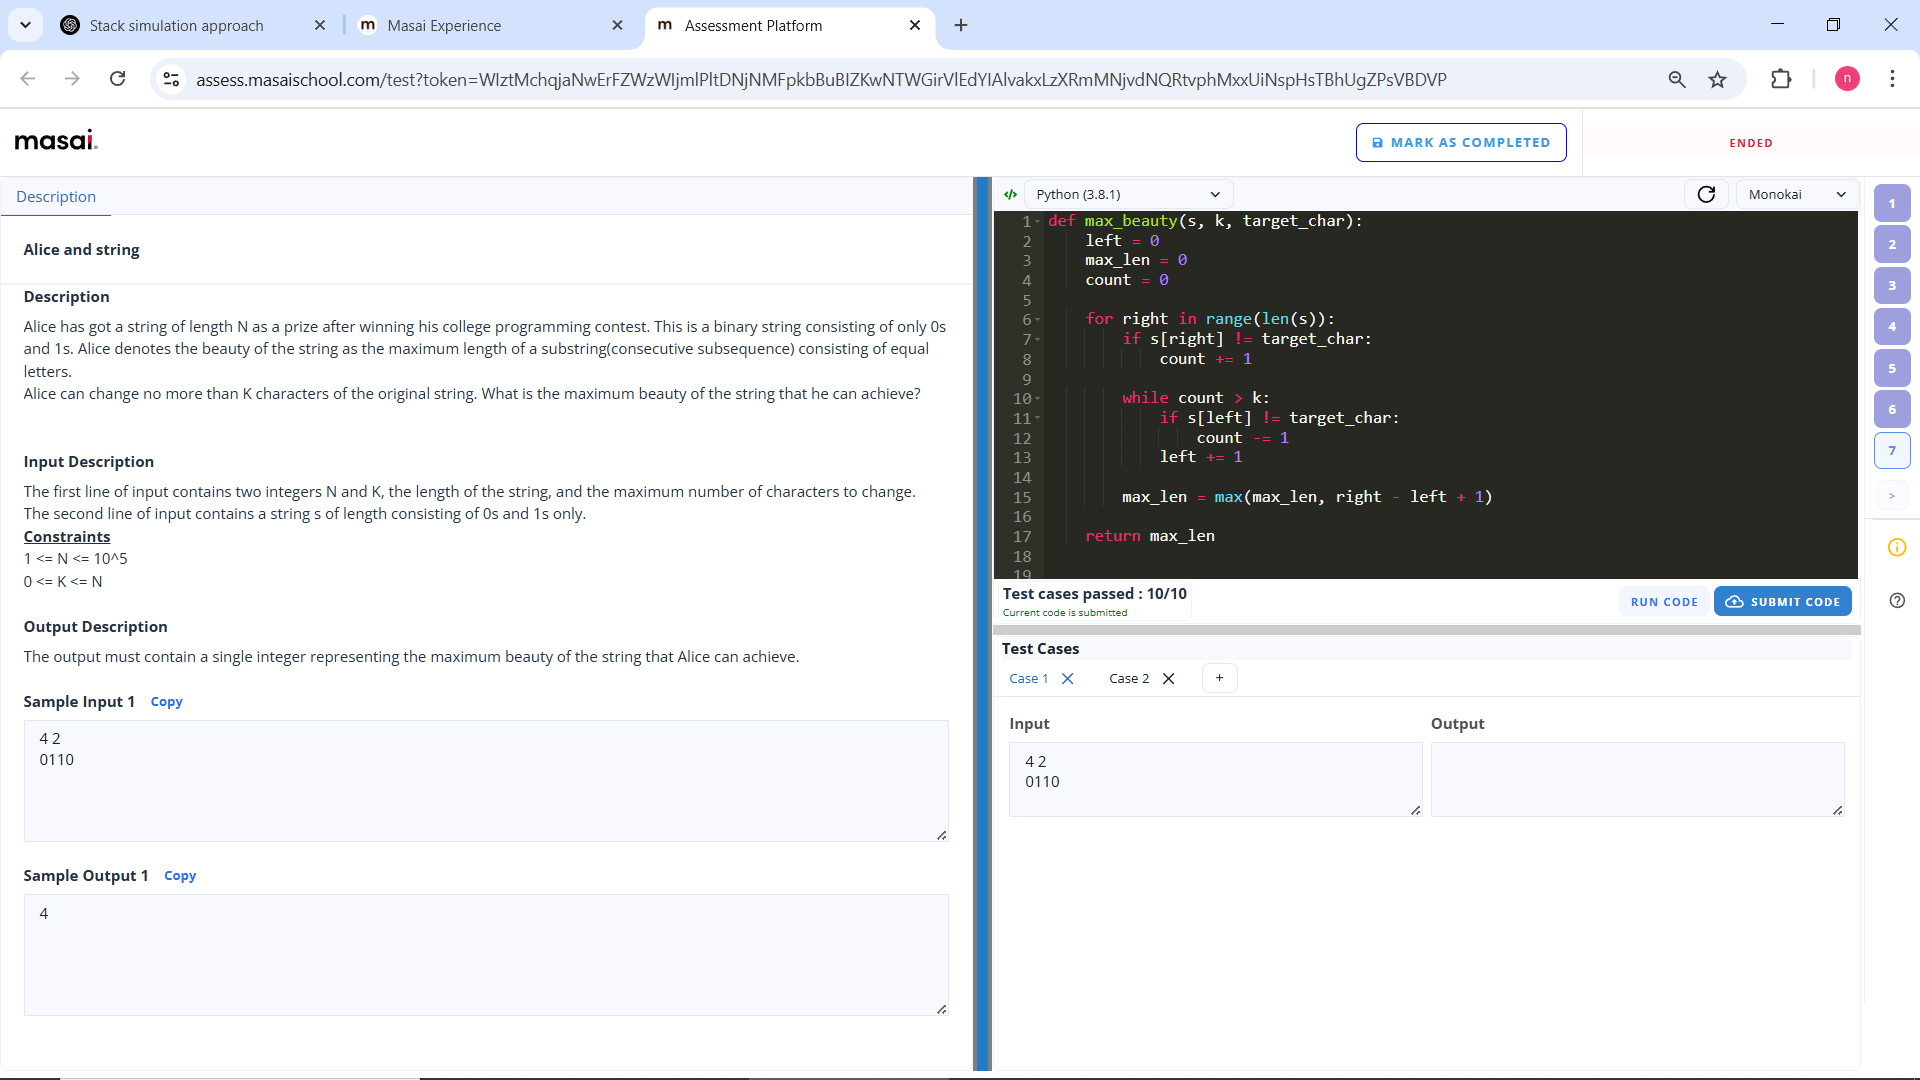 Stack simulation approach
Masai Experience
Assessment Platform
assess.masaischool.com/test?token=WIztMchqjaNwErFZWzWIjmlPltDNjNMFpkbBuBIZKwNTWGirVlEdYIAlvakxLzXRmMNjvdNQRtvphMxxUiNspHsTBhUgZPsVBDVP
n
masai.
MARK AS COMPLETED
ENDED
Description
Alice and string
Description
Alice has got a string of length N as a prize after winning his college programming contest. This is a binary string consisting of only 0s
and 1s. Alice denotes the beauty of the string as the maximum length of a substring(consecutive subsequence) consisting of equal
letters.
Alice can change no more than K characters of the original string. What is the maximum beauty of the string that he can achieve?
Input Description
The first line of input contains two integers N and K, the length of the string, and the maximum number of characters to change.
The second line of input contains a string s of length consisting of 0s and 1s only.
Constraints
1 <= N <= 10^5
0 <= K <= N
Output Description
The output must contain a single integer representing the maximum beauty of the string that Alice can achieve.
Sample Input 1 Copy
4 2
0110
Sample Output 1 Copy
4
</> Python (3.8.1)
Monokai
1 def max_beauty(s, k, target_char):
2 left = 0
3 max_len = 0
4 count = 0
5
6 for right in range(len(s)):
7 if s[right] != target_char:
8 count += 1
9
10 while count > k:
11 if s[left] != target_char:
12 count -= 1
13 left += 1
14
15 max_len = max(max_len, right - left + 1)
16
17 return max_len
18
19
Test cases passed : 10/10
Current code is submitted
RUN CODE
SUBMIT CODE
Test Cases
Case 1
Case 2
+
Input
Output
4 2
0110
1
2
3
4
5
6
7
>